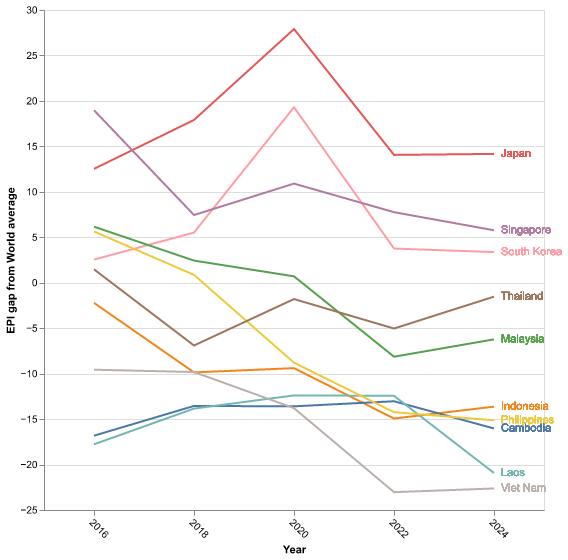 30
25
20
15
10
5
0
−5
−10
−15
−20
−25
EPI gap from World average
Japan
Singapore
South Korea
Thailand
Malaysia
Indonesia
Philippines
Cambodia
Laos
Viet Nam
2016
2018
2020
2022
2024
Year